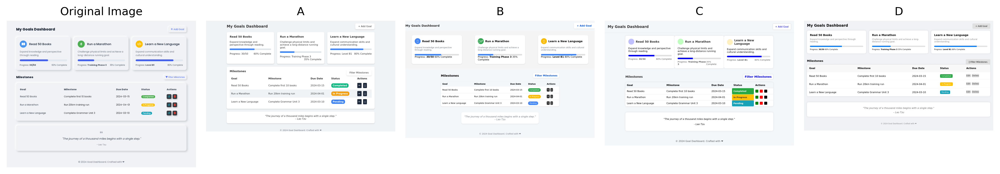 Original Image
My Goals Dashboard
+ Add Goal
Read 50 Books
Run a Marathon
Learn a New Language
Expand knowledge and perspective
through reading.
Challenge physical limits and achieve a
long-distance running goal.
Expand communication skills and
cultural understanding.
Progress: 30/50 60% Complete
Progress: Training Phase 3 35% Complete
Progress: Level B1 80% Complete
Milestones
Filter Milestones
Goal Milestone Due Date Status Actions
Read 50 Books Complete first 10 books 2024-03-15 Completed
Run a Marathon Run 20km training run 2024-04-01 In Progress
Learn a New Language Complete Grammar Unit 3 2024-03-10 Pending
"The journey of a thousand miles begins with a single step."
- Lao Tzu
© 2024 Goal Dashboard. Crafted with ❤
A
My Goals Dashboard
+ Add Goal
Read 50 Books
Expand knowledge and
perspective through reading.
Progress: 30/50 60% Complete
Run a Marathon
Challenge physical limits and
achieve a long-distance running
goal.
Progress: Training Phase 3
35% Complete
Learn a New Language
Expand communication skills and
cultural understanding.
Progress: Level B1 80% Complete
Milestones
Filter Milestones
Goal Milestone Due Date Status Actions
Read 50 Books Complete first 10 books 2024-03-15 Completed
Run a Marathon Run 20km training run 2024-04-01 In Progress
Learn a New Language Complete Grammar Unit 3 2024-03-10 Pending
"The journey of a thousand miles begins with a single step."
– Lao Tzu
© 2024 Goal Dashboard. Crafted with ❤
B
My Goals Dashboard
+ Add Goal
Read 50 Books
Expand knowledge and perspective
through reading.
Progress: 30/50 60% Complete
Run a Marathon
Challenge physical limits and achieve a
long-distance running goal.
Progress: Training Phase 3 35%
Complete
Learn a New Language
Expand communication skills and cultural
understanding.
Progress: Level B1 80% Complete
Milestones
Filter Milestones
Goal Milestone Due Date Status Actions
Read 50 Books Complete first 10 books 2024-03-15 Completed
Run a Marathon Run 20km training run 2024-04-01 In Progress
Learn a New Language Complete Grammar Unit 3 2024-03-10 Pending
"The journey of a thousand miles begins with a single step."
– Lao Tzu
© 2024 Goal Dashboard. Crafted with ❤
C
My Goals Dashboard
+ Add Goal
Read 50 Books
Expand knowledge and perspective
through reading.
Progress: 30/50 60% Complete
Run a Marathon
Challenge physical limits and
achieve a long-distance running
goal.
Progress: Training Phase 35%
3 Complete
Learn a New
Language
Expand communication skills and
cultural understanding.
Progress: Level B1 80% Complete
Milestones
Filter Milestones
Goal Milestone Due Date Status Actions
Read 50 Books Complete first 10 books 2024-03-15 Completed
Run a Marathon Run 20km training run 2024-04-01 In Progress
Learn a New Language Complete Grammar Unit 3 2024-03-10 Pending
"The journey of a thousand miles begins with a single step."
- Lao Tzu
© 2024 Goal Dashboard. Crafted with ❤
D
My Goals Dashboard
+ Add Goal
Read 50 Books
Expand knowledge and perspective through
reading.
Progress: 30/50 60% Complete
Run a Marathon
Challenge physical limits and achieve a long-
distance running goal.
Progress: Training Phase 3 35% Complete
Learn a New Language
Expand communication skills and cultural
understanding.
Progress: Level B1 80% Complete
Milestones
Filter Milestones
Goal Milestone Due Date Status Actions
Read 50 Books Complete first 10 books 2024-03-15 Completed Edit Delete
Run a Marathon Run 20km training run 2024-04-01 In Progress Edit Delete
Learn a New Language Complete Grammar Unit 3 2024-03-10 Pending Edit Delete
"The journey of a thousand miles begins with a single step."
– Lao Tzu
© 2024 Goal Dashboard. Crafted with ❤